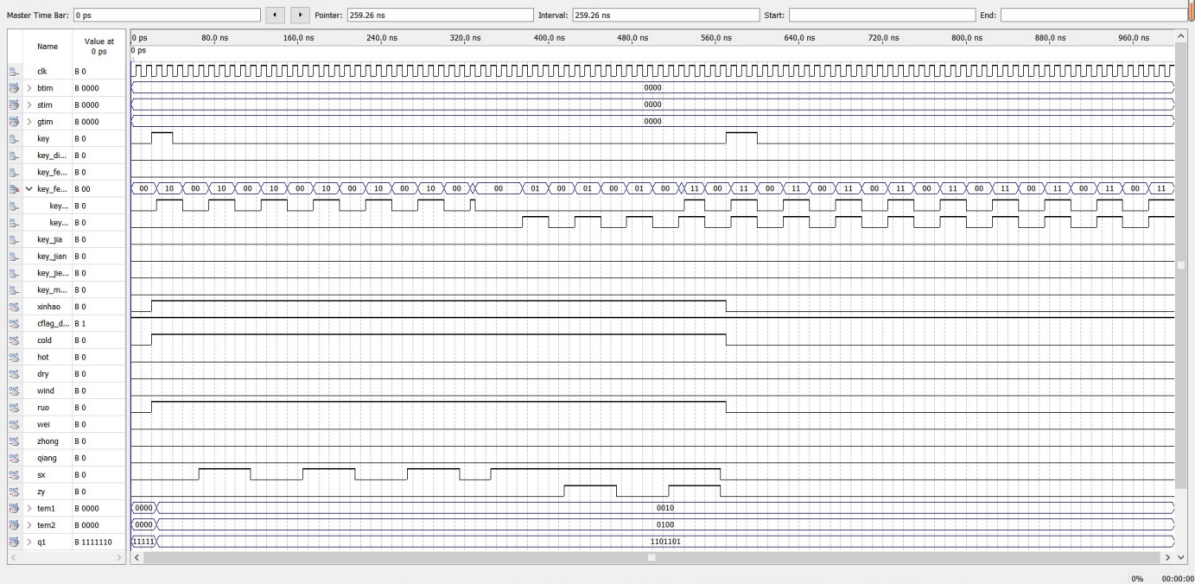 Master Time Bar: 0 ps Pointer: 259.26 ns Interval: 259.26 ns Start: End:
Name Value at 0 ps 0 ps 80.0 ns 160.0 ns 240.0 ns 320.0 ns 400.0 ns 480.0 ns 560.0 ns 640.0 ns 720.0 ns 800.0 ns 880.0 ns 960.0 ns
0 ps
clk B 0
btim B 0000 0000
stim B 0000 0000
gtim B 0000 0000
key B 0
key_di... B 0
key_fe... B 0
key_fe... B 00 00 10 00 10 00 10 00 10 00 10 00 10 00 00 01 00 01 00 01 00 11 00 11 00 11 00 11 00 11 00 11 00 11 00 11 00 11 00 11
key... B 0
key... B 0
key_jia B 0
key_jian B 0
key_jie... B 0
key_m... B 0
xinhao B 0
cflag_d... B 1
cold B 0
hot B 0
dry B 0
wind B 0
ruo B 0
wei B 0
zhong B 0
qiang B 0
sx B 0
zy B 0
tem1 B 0000 0000 0010
tem2 B 0000 0000 0100
q1 B 1111110 11111 1101101
0% 00:00:00